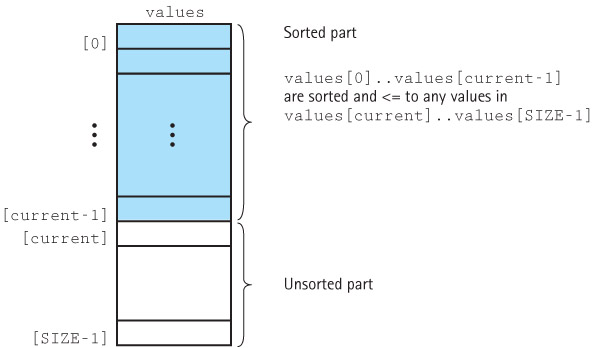 values
[0]
Sorted part
values[0]..values[current-1]
are sorted and <= to any values in
values[current]..values[SIZE-1]
[current-1]
[current]
Unsorted part
[SIZE-1]